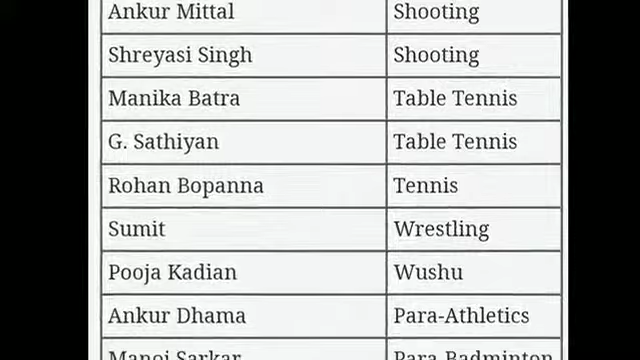 Ankur Mittal Shooting
Shreyasi Singh Shooting
Manika Batra Table Tennis
G. Sathiyan Table Tennis
Rohan Bopanna Tennis
Sumit Wrestling
Pooja Kadian Wushu
Ankur Dhama Para-Athletics
Manoj Sarkar Para-Badminton